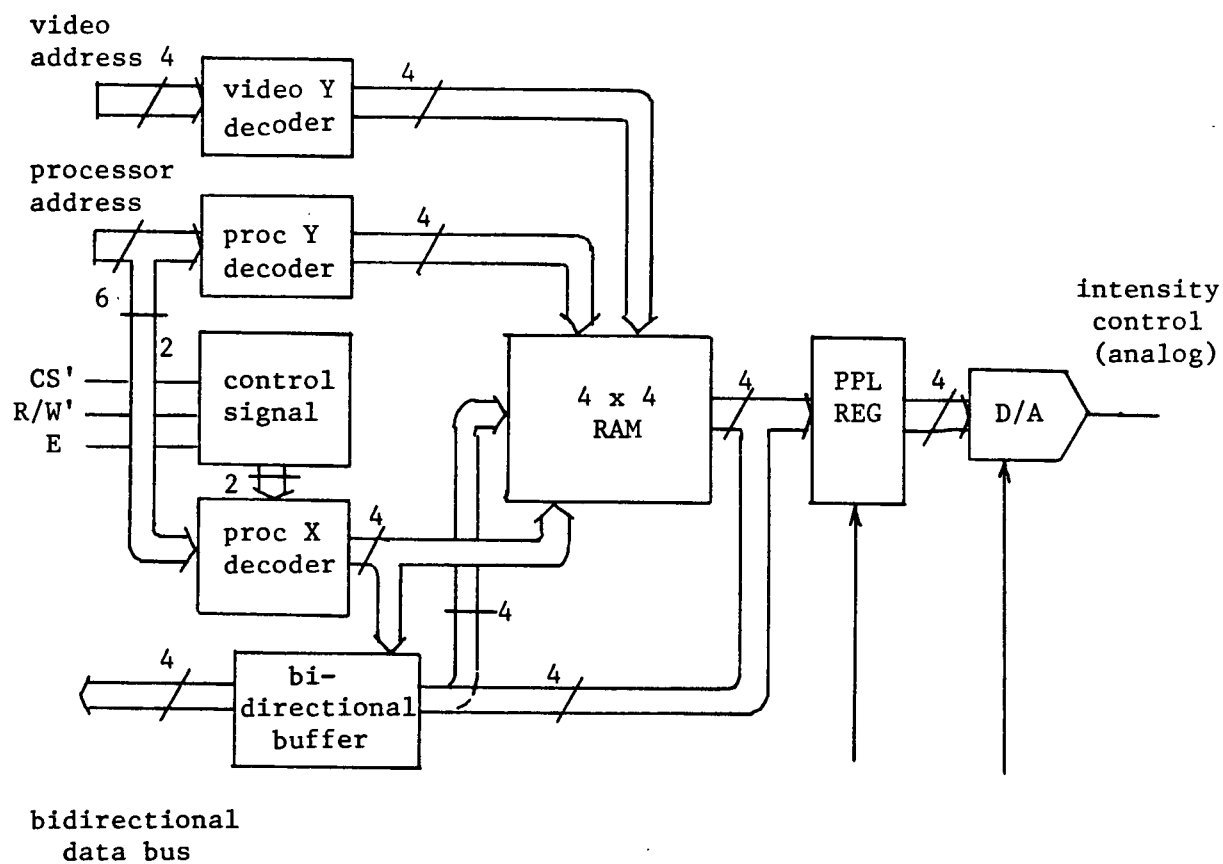 video
address 4
video Y
decoder
4
processor
address
proc Y
decoder
4
6
2
CS'
R/W'
E
control
signal
2
proc X
decoder
4
4 x 4
RAM
4
PPL
REG
4
D/A
intensity
control
(analog)
4
4
bi-
directional
buffer
4
bidirectional
data bus